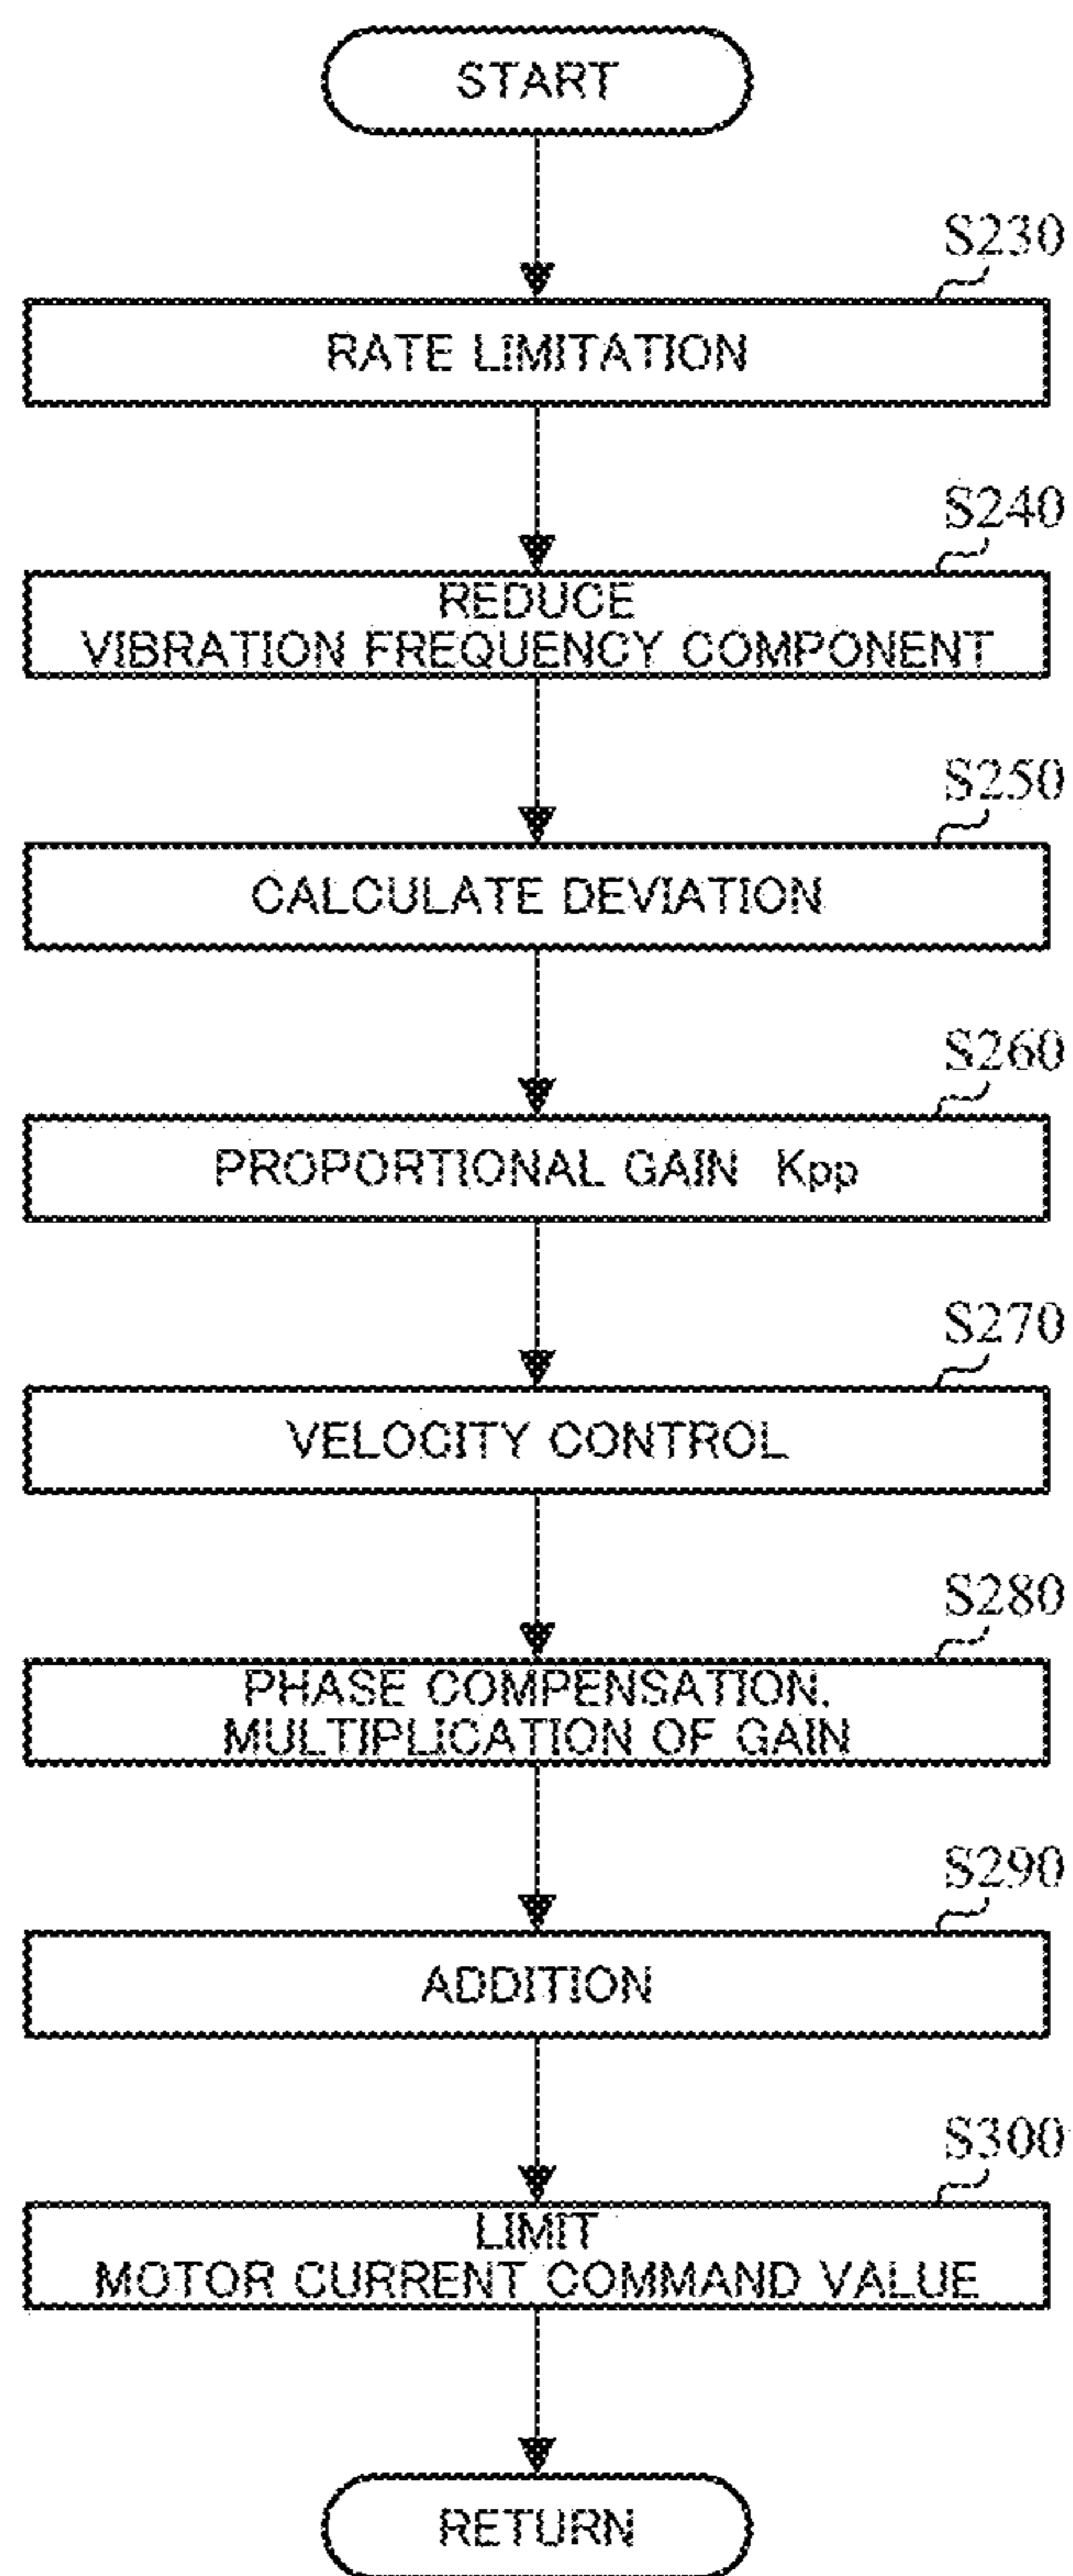 START
S230
RATE LIMITATION
S240
REDUCE
VIBRATION FREQUENCY COMPONENT
S250
CALCULATE DEVIATION
S260
PROPORTIONAL GAIN Kpp
S270
VELOCITY CONTROL
S280
PHASE COMPENSATION.
MULTIPLICATION OF GAIN
S290
ADDITION
S300
LIMIT
MOTOR CURRENT COMMAND VALUE
RETURN